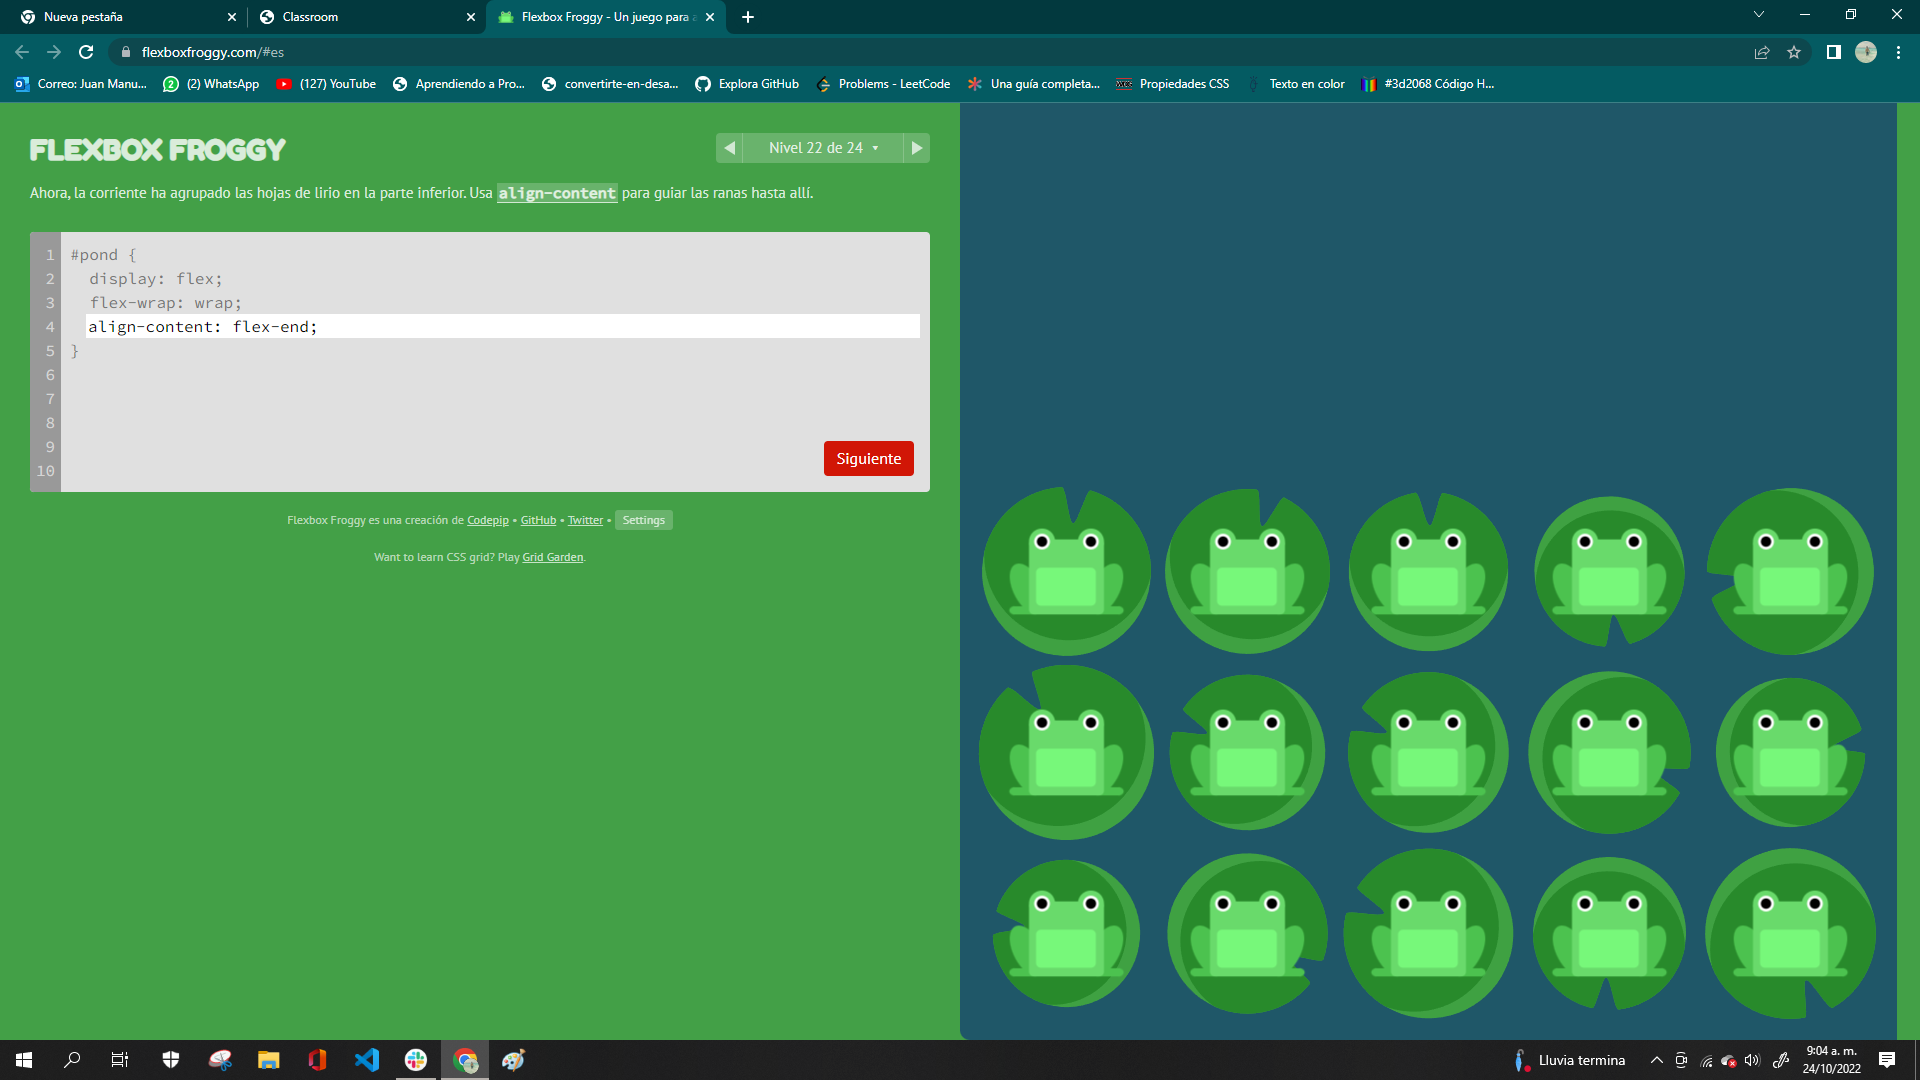 Nueva pestaña
Classroom
Flexbox Froggy - Un juego para a
flexboxfroggy.com/#es
Correo: Juan Manu...
(2) WhatsApp
(127) YouTube
Aprendiendo a Pro...
convertirte-en-desa...
Explora GitHub
Problems - LeetCode
Una guía completa...
Propiedades CSS
Texto en color
#3d2068 Código H...
FLEXBOX FROGGY
Nivel 22 de 24
Ahora, la corriente ha agrupado las hojas de lirio en la parte inferior. Usa align-content para guiar las ranas hasta allí.
1 #pond {
2 display: flex;
3 flex-wrap: wrap;
4 align-content: flex-end;
5 }
6
7
8
9
10
Siguiente
Flexbox Froggy es una creación de Codepip • GitHub • Twitter • Settings
Want to learn CSS grid? Play Grid Garden.
Lluvia termina
9:04 a. m.
24/10/2022